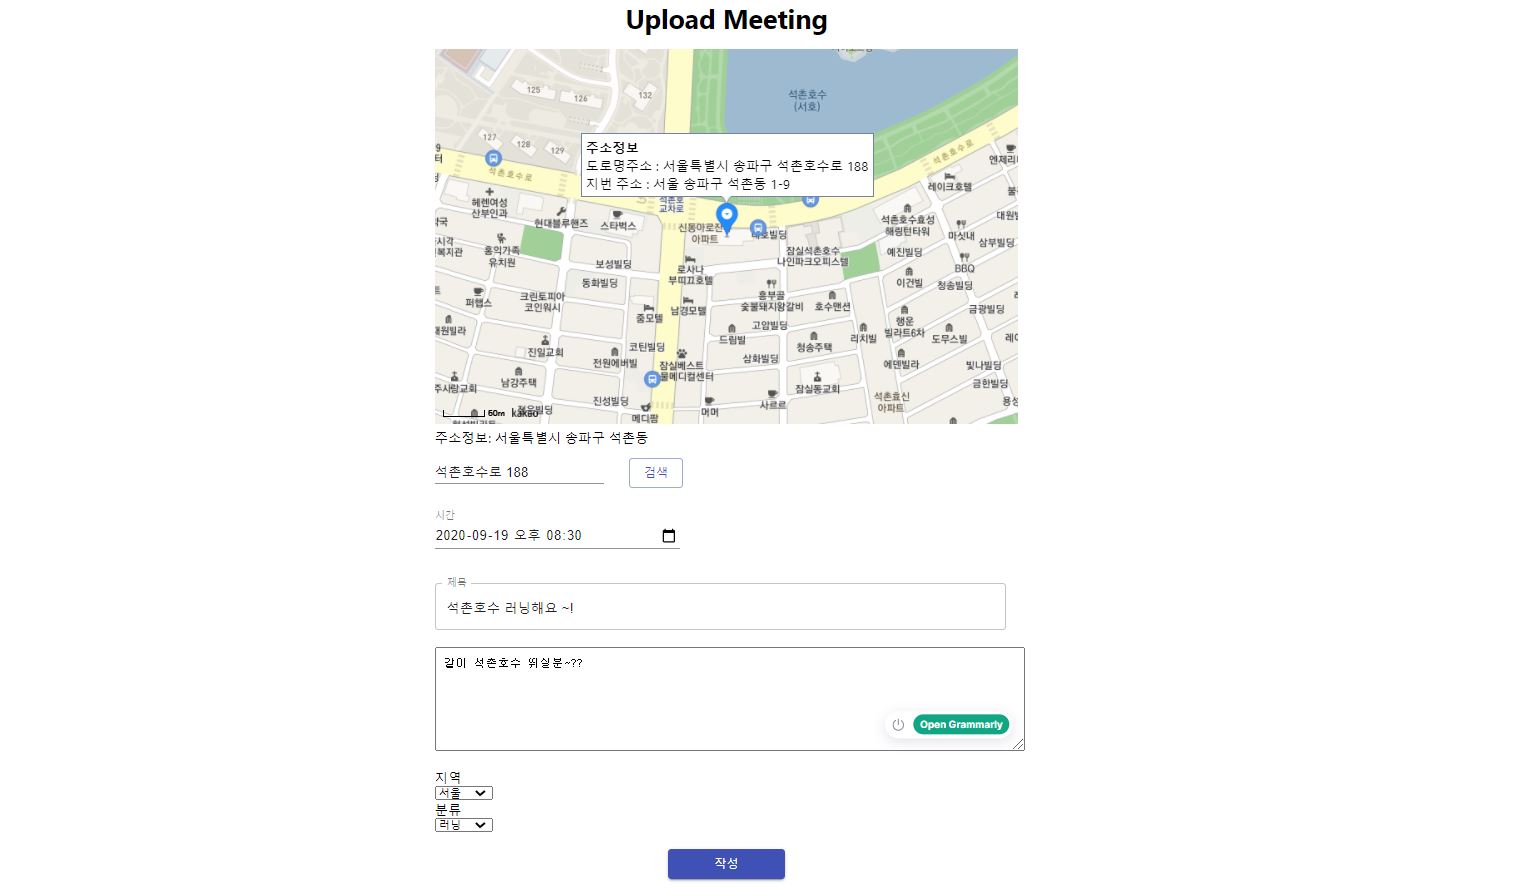 Upload Meeting
석촌호수
(서호)
125
126
132
127
128
129
주소정보
도로명주소 : 서울특별시 송파구 석촌호수로 188
지번 주소 : 서울 송파구 석촌동 1-9
석촌호수로
석촌호수로
엔제리
레이크호텔
헤렌여성
산부인과
현대블루핸즈
스타벅스
석촌호
교차로
신동아로잔
아파트
석촌호수효성
해링턴타워
마싯내
대원
삼부빌딩
홍익가족
유치원
보성빌딩
동화빌딩
로사나
부띠끄호텔
잠실석촌호수
나인파크오피스텔
예진빌딩
BBQ
이건빌
청송빌딩
퍼햅스
크린토피아
코인워시
줌모텔
남경모텔
흥부골
숯불돼지왕갈비
호수맨션
금광빌딩
행운
빌라트6차
고압빌딩
드림빌
청송주택
리치빌
도무스빌
진일교회
전원에버빌
코틴빌딩
잠실베스트
물메디컬센터
삼화빌딩
에덴빌라
빛나빌딩
주사랑교회
남강주택
잠실동교회
금한빌딩
석촌효신
아파트
진성빌딩
메디팜
머머
사르르
60m
kakao
주소정보: 서울특별시 송파구 석촌동
석촌호수로 188
검색
시간
2020-09-19 오후 08:30
제목
석촌호수 러닝해요 ~!
같이 석촌호수 뛰실분~??
Open Grammarly
지역
서울
분류
러닝
작성